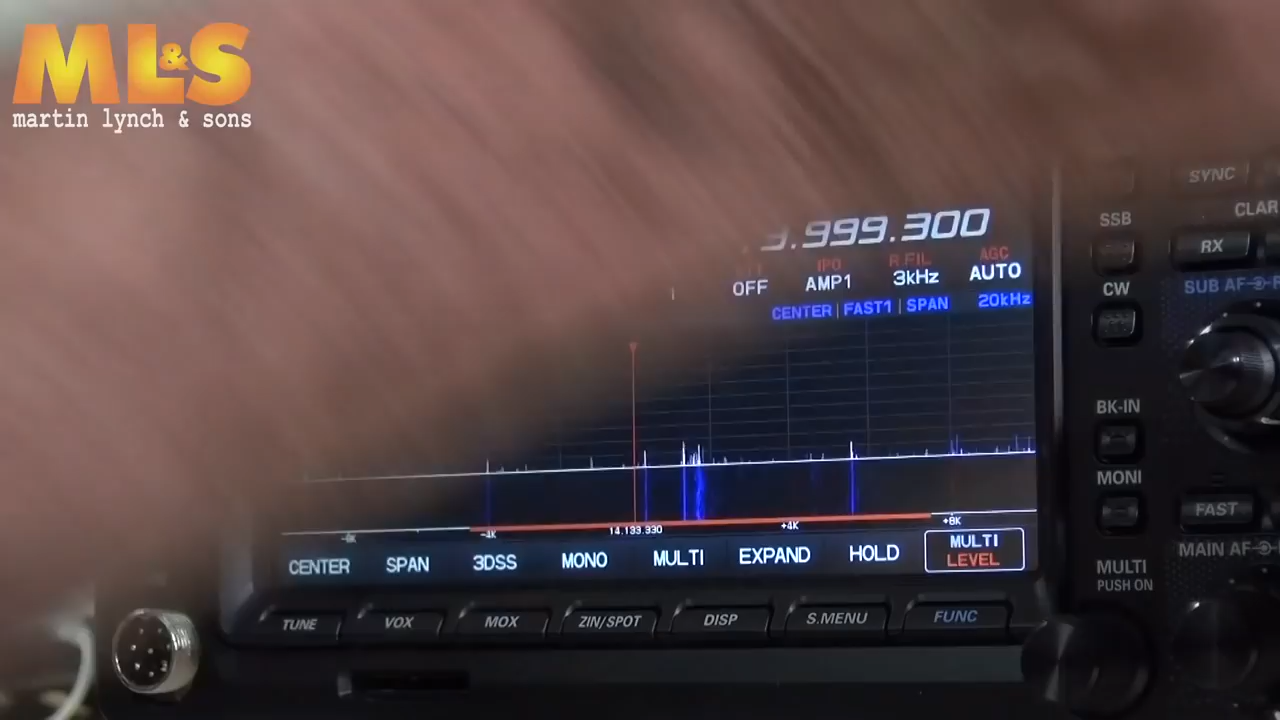 ML&S
martin lynch & sons
SYNC
SSB
CLAR
.999.300
RX
IPO
R.FIL
AGC
OFF
AMP1
3kHz
AUTO
SUB AF
CW
CENTER | FAST1 | SPAN
20kHz
BK-IN
MONI
FAST
-8K
-4K
14.133.330
+4K
+8K
MAIN AF
CENTER
SPAN
3DSS
MONO
MULTI
EXPAND
HOLD
MULTI
LEVEL
MULTI
PUSH ON
TUNE
VOX
MOX
ZIN/SPOT
DISP
S.MENU
FUNC